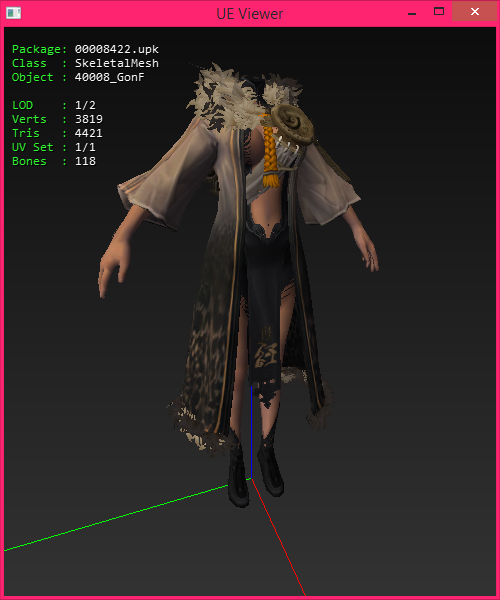 UE Viewer
Package: 00008422.upk
Class : SkeletalMesh
Object : 40008_GonF
LOD : 1/2
Verts : 3819
Tris : 4421
UV Set : 1/1
Bones : 118